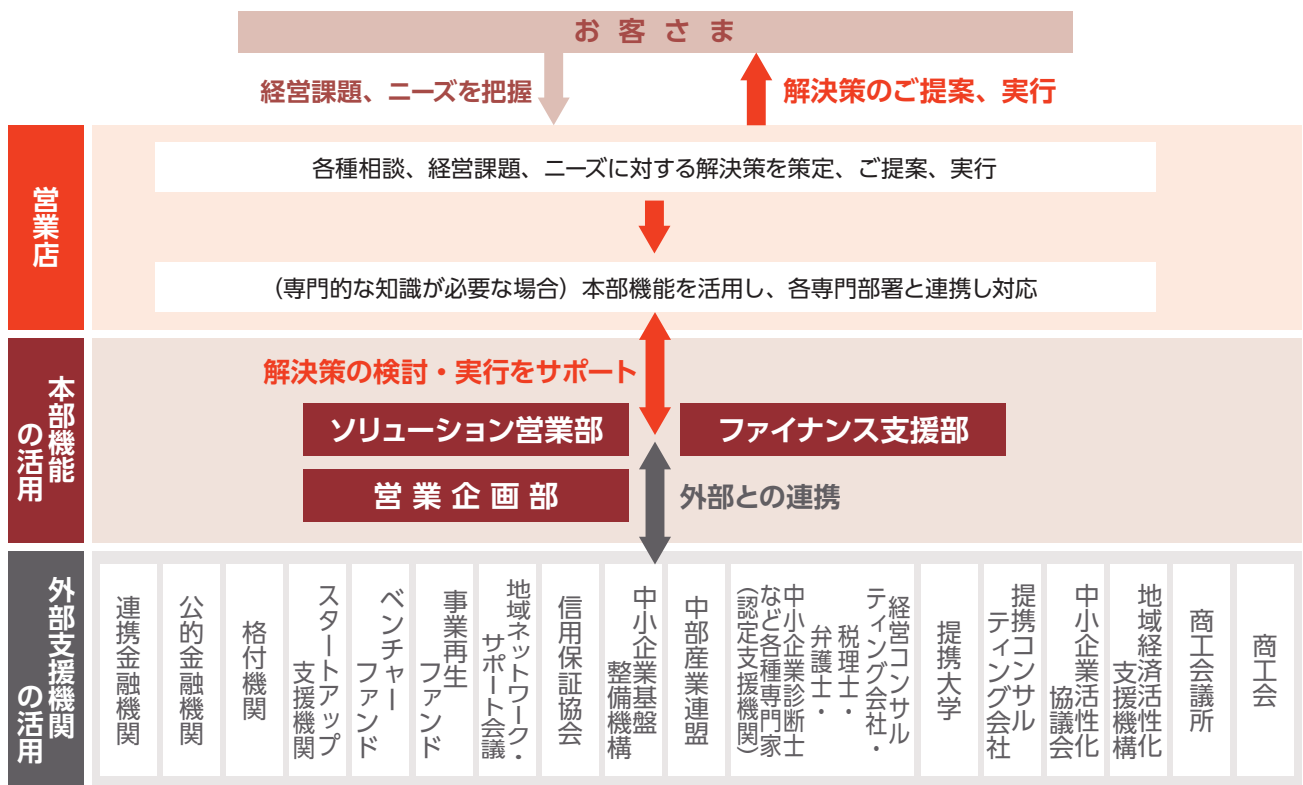 お客さま
経営課題、ニーズを把握
解決策のご提案、実行
営業店
各種相談、経営課題、ニーズに対する解決策を策定、ご提案、実行
（専門的な知識が必要な場合）本部機能を活用し、各専門部署と連携し対応
本部機能
の活用
解決策の検討・実行をサポート
ソリューション営業部
ファイナンス支援部
営業企画部
外部との連携
外部支援機関
の活用
連携金融機関
公的金融機関
格付機関
スタートアップ
支援機関
ベンチャー
ファンド
事業再生
ファンド
地域ネットワーク・
サポート会議
信用保証協会
中小企業基盤
整備機構
中部産業連盟
経営コンサル
ティング会社・
税理士・
弁護士・
中小企業診断士
など各種専門家
（認定支援機関）
提携大学
提携コンサル
ティング会社
中小企業活性化
協議会
地域経済活性化
支援機構
商工会議所
商工会